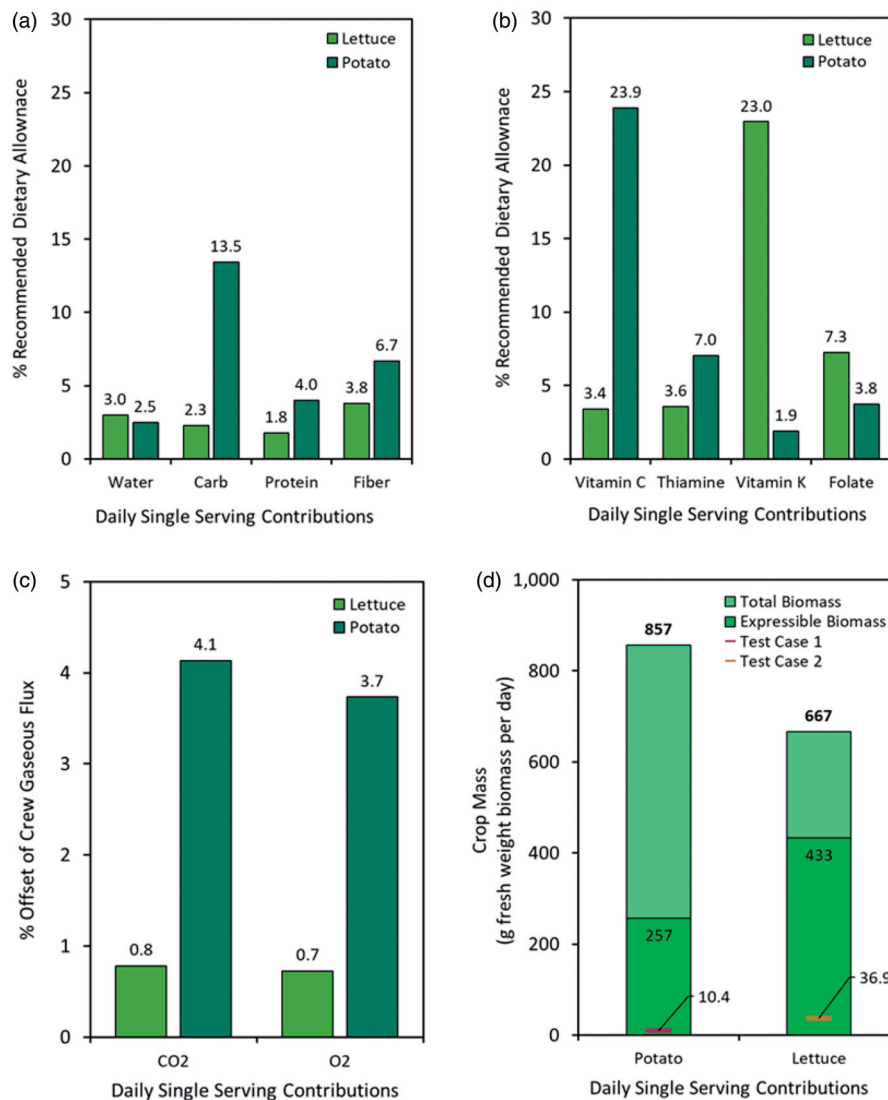 (a)
30
25
20
15
10
5
0
% Recommended Dietary Allownace
Lettuce
Potato
3.0
2.5
2.3
13.5
1.8
4.0
3.8
6.7
Water
Carb
Protein
Fiber
Daily Single Serving Contributions
(b)
30
25
20
15
10
5
0
% Recommended Dietary Allownace
Lettuce
Potato
3.4
23.9
3.6
7.0
23.0
1.9
7.3
3.8
Vitamin C
Thiamine
Vitamin K
Folate
Daily Single Serving Contributions
(c)
5
4
3
2
1
0
% Offset of Crew Gaseous Flux
Lettuce
Potato
0.8
4.1
0.7
3.7
CO2
O2
Daily Single Serving Contributions
(d)
1,000
800
600
400
200
0
Crop Mass
(g fresh weight biomass per day)
Total Biomass
Expressible Biomass
Test Case 1
Test Case 2
857
667
257
433
10.4
36.9
Potato
Lettuce
Daily Single Serving Contributions